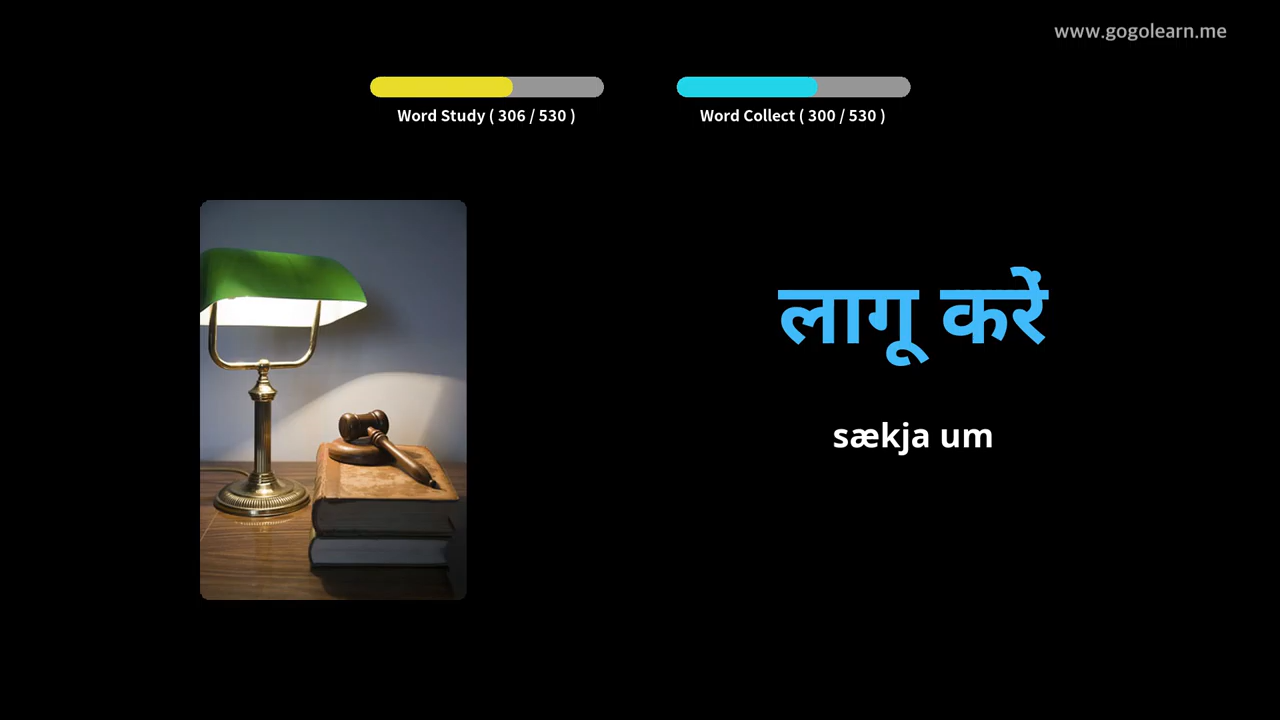 www.gogolearn.me
Word Study ( 306 / 530 )
Word Collect ( 300 / 530 )
लागू करें
sækja um